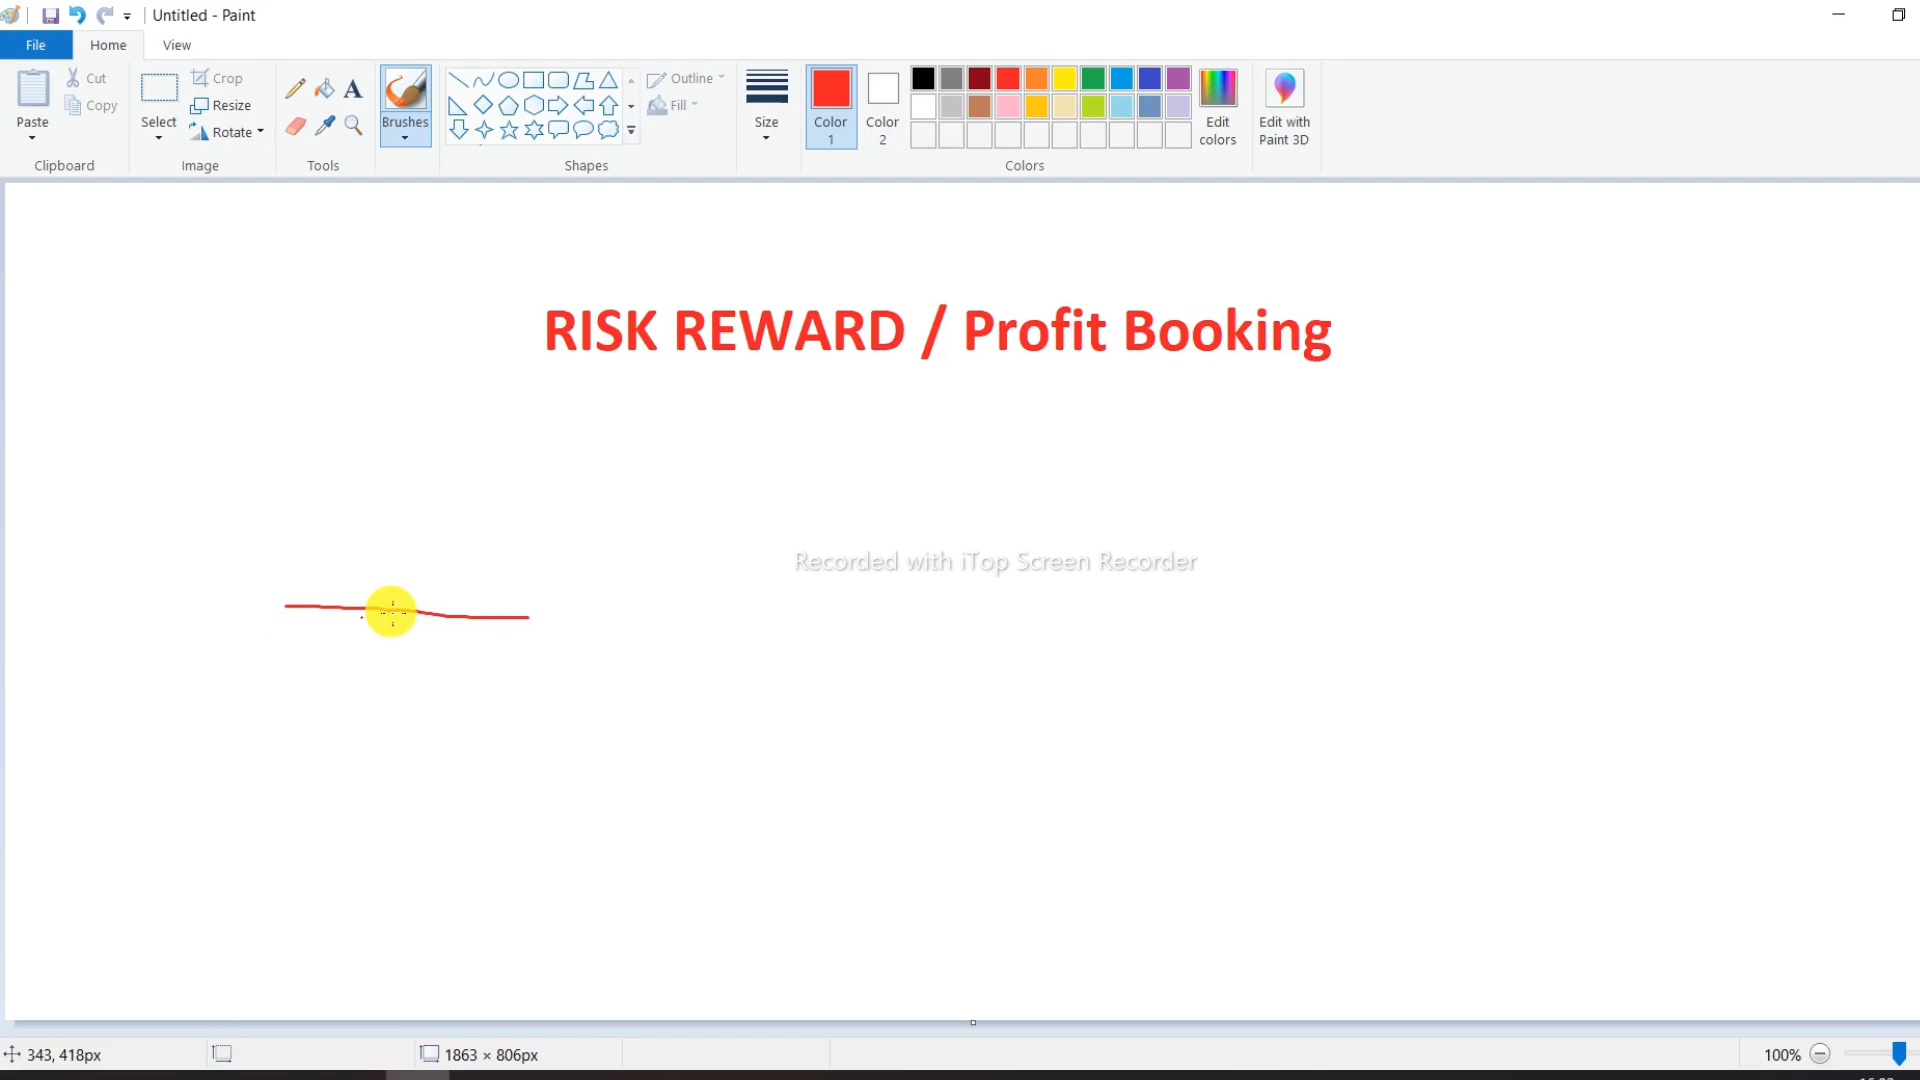 Untitled - Paint
File Home View
Paste
Cut
Copy
Clipboard
Select
Crop
Resize
Rotate
Image
A
Tools
Brushes
Shapes
Outline
Fill
Size
Color 1
Color 2
Colors
Edit colors
Edit with Paint 3D
RISK REWARD / Profit Booking
Recorded with iTop Screen Recorder
343, 418px
1863 × 806px
100%